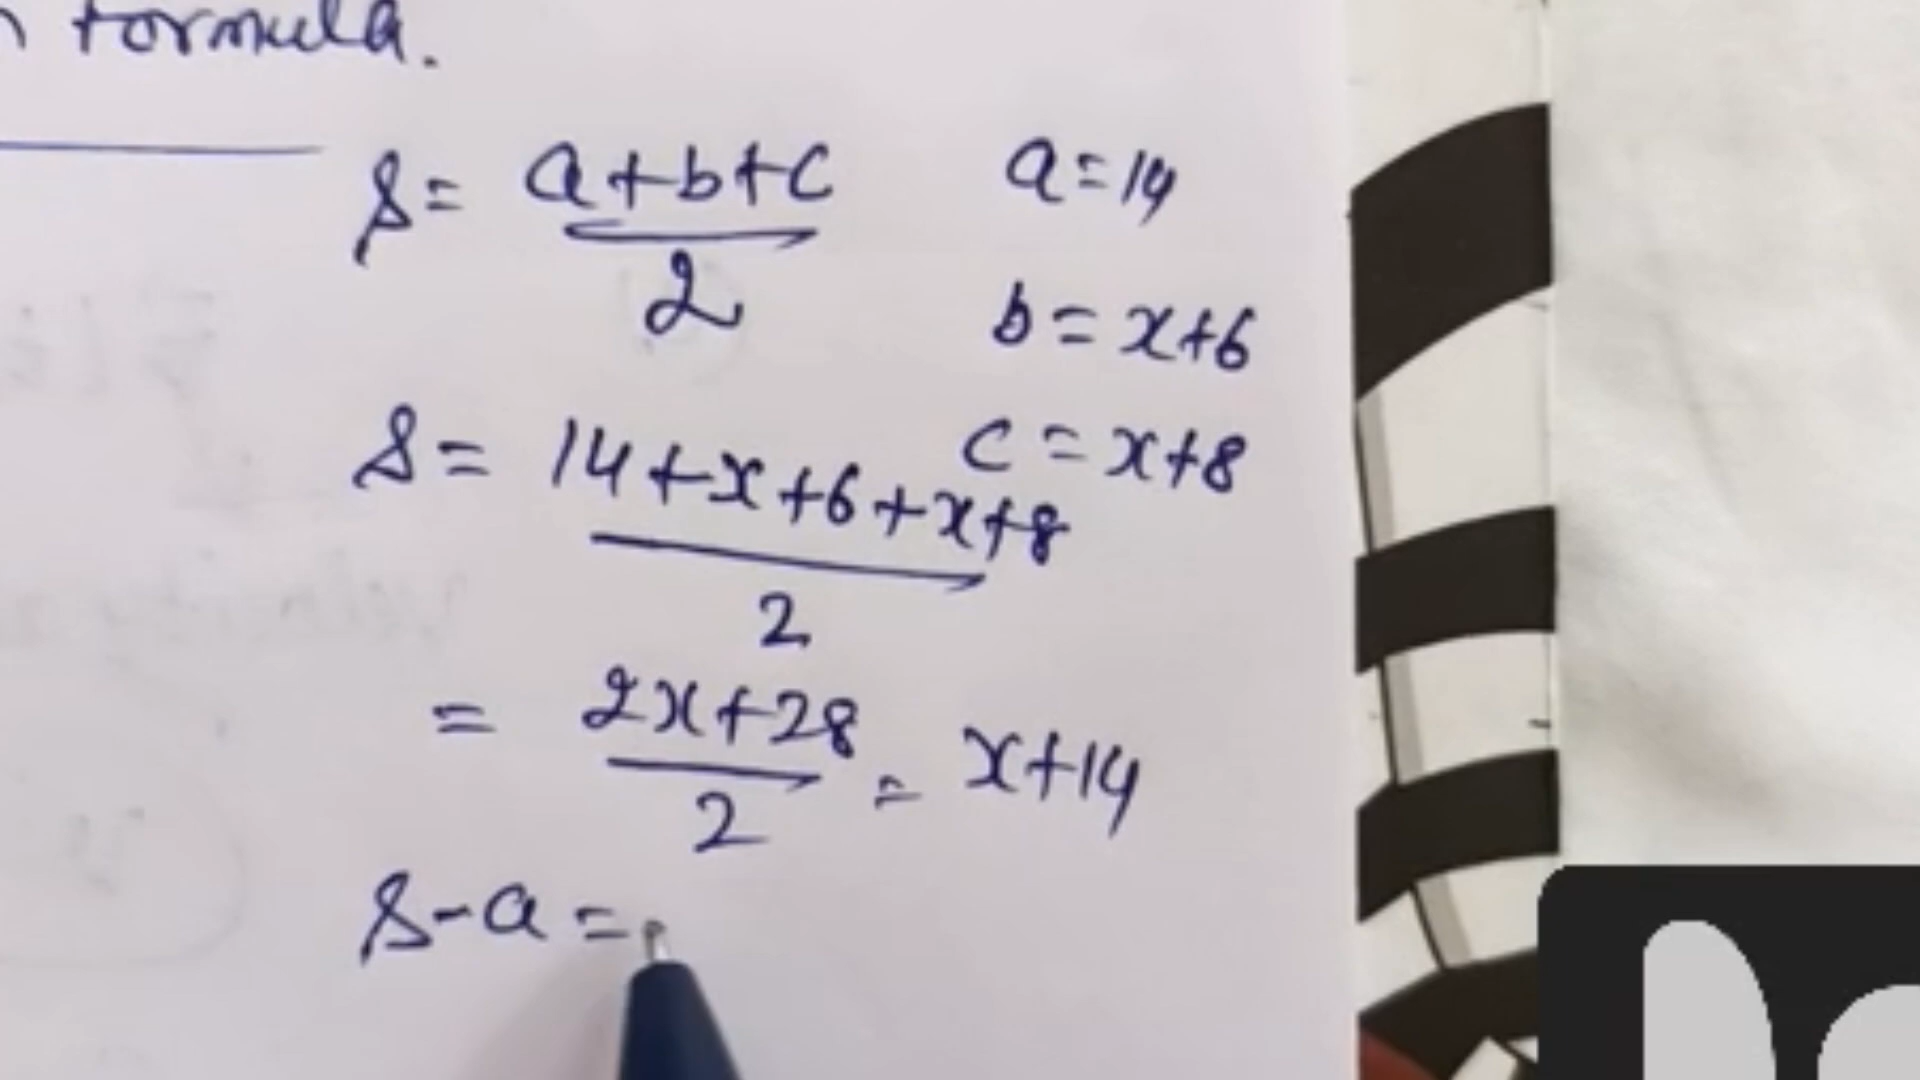 formula.
S = a+b+c a=14
2
b = x+6
c = x+8
S = 14+x+6+x+8
2
= 2x+28 = x+14
2
S-a =